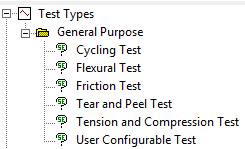 Test Types
General Purpose
Cycling Test
Flexural Test
Friction Test
Tear and Peel Test
Tension and Compression Test
User Configurable Test